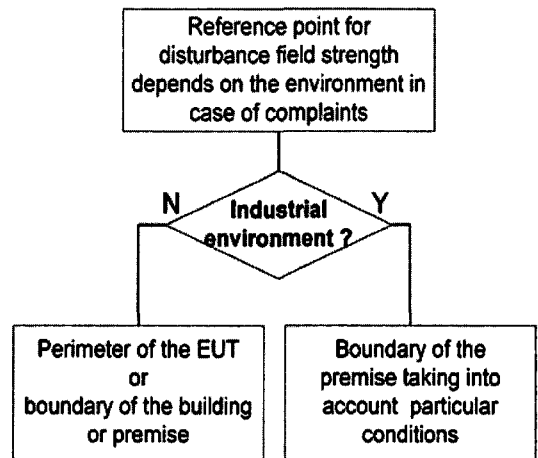 Reference point for
disturbance field strength
depends on the environment in
case of complaints
N
Y
Industrial
environment ?
Perimeter of the EUT
or
boundary of the building
or premise
Boundary of the
premise taking into
account particular
conditions